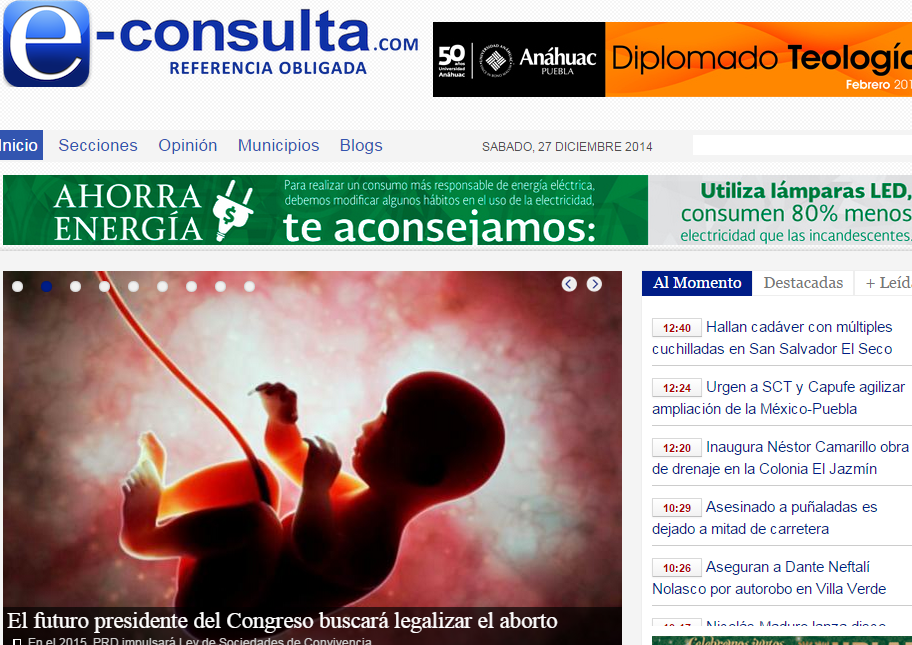 e-consulta.com
REFERENCIA OBLIGADA
50 años
Universidad
Anáhuac
Anáhuac
PUEBLA
Diplomado Teologí
Febrero 201
Inicio Secciones Opinión Municipios Blogs SABADO, 27 DICIEMBRE 2014
AHORRA
ENERGÍA
Para realizar un consumo más responsable de energía eléctrica,
debemos modificar algunos hábitos en el uso de la electricidad,
te aconsejamos:
Utiliza lámparas LED,
consumen 80% menos
electricidad que las incandescentes.
El futuro presidente del Congreso buscará legalizar el aborto
En el 2015, PRD impulsará Ley de Sociedades de Convivencia
Al Momento Destacadas + Leíd
12:40 Hallan cadáver con múltiples
cuchilladas en San Salvador El Seco
12:24 Urgen a SCT y Capufe agilizar
ampliación de la México-Puebla
12:20 Inaugura Néstor Camarillo obra
de drenaje en la Colonia El Jazmín
10:29 Asesinado a puñaladas es
dejado a mitad de carretera
10:26 Aseguran a Dante Neftalí
Nolasco por autorobo en Villa Verde
10:17 Nicolás Maduro lanza disco